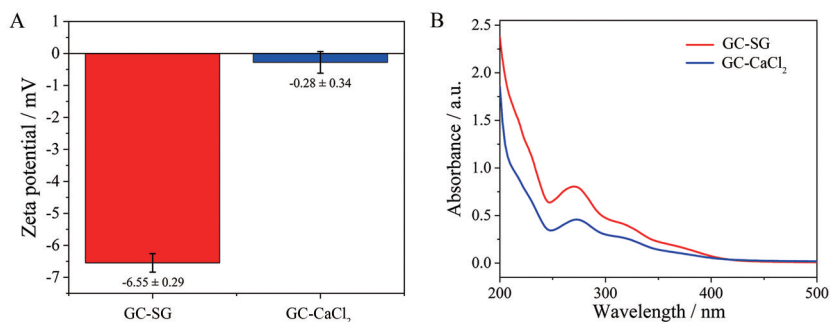 A
Zeta potential / mV
1
0
-1
-2
-3
-4
-5
-6
-7
-0.28 ± 0.34
-6.55 ± 0.29
GC-SG
GC-CaCl₂
B
Absorbance / a.u.
2.5
2.0
1.5
1.0
0.5
0.0
GC-SG
GC-CaCl₂
200
300
400
500
Wavelength / nm